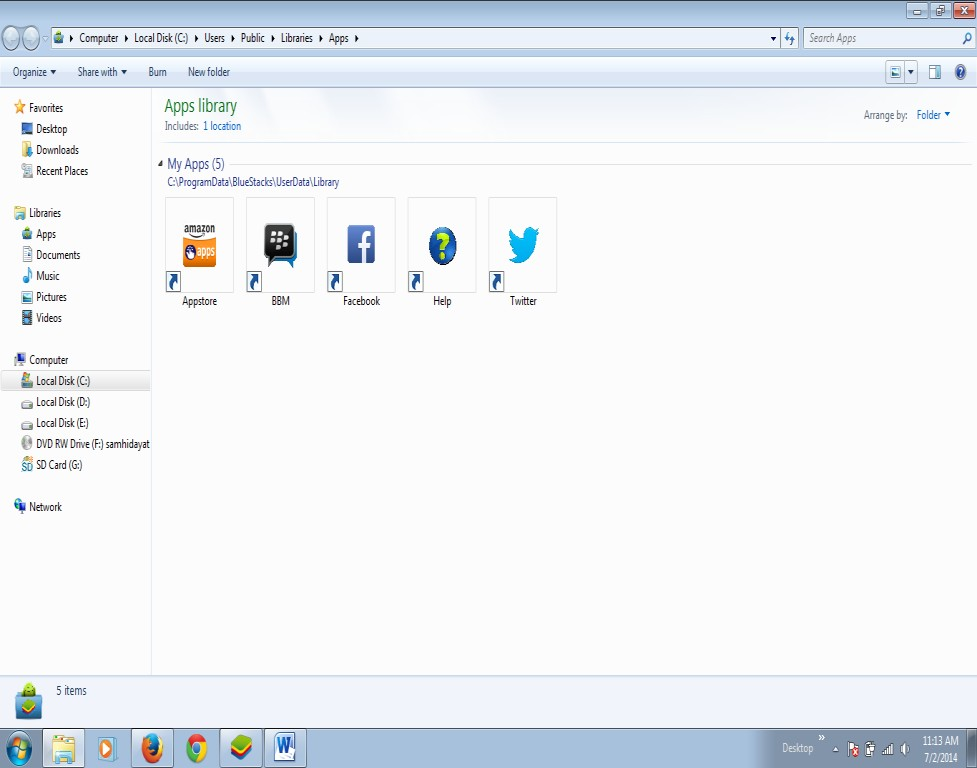 Computer Local Disk (C:) Users Public Libraries Apps
Search Apps
Organize Share with Burn New folder
Favorites
Desktop
Downloads
Recent Places
Libraries
Apps
Documents
Music
Pictures
Videos
Computer
Local Disk (C:)
Local Disk (D:)
Local Disk (E:)
DVD RW Drive (F:) samhidayat
SD Card (G:)
Network
Apps library
Includes: 1 location
Arrange by: Folder
My Apps (5)
C:\ProgramData\BlueStacks\UserData\Library
amazon
apps
Appstore
BBM
Facebook
Help
Twitter
5 items
Desktop
11:13 AM
7/2/2014